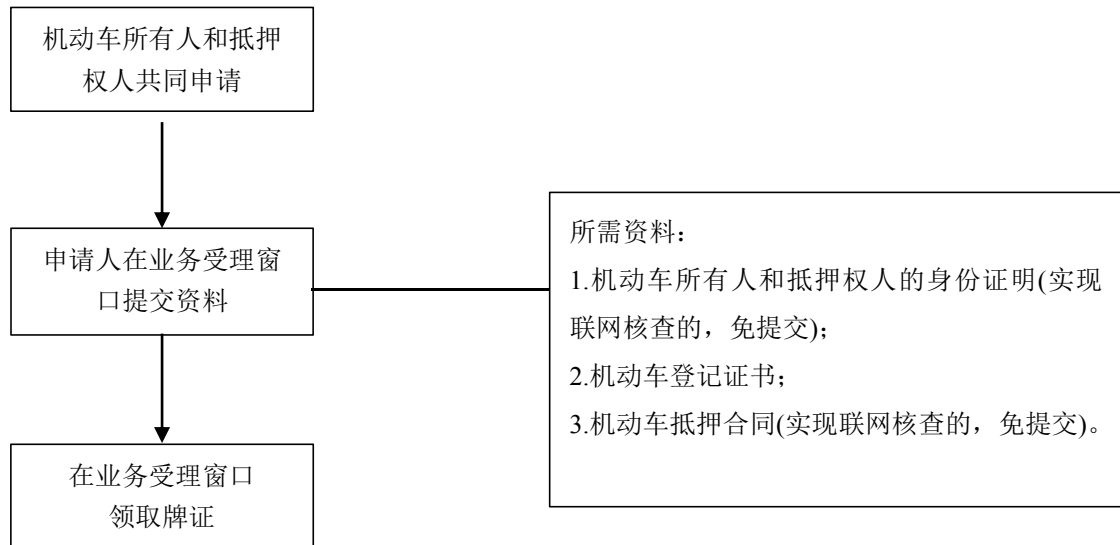 机动车所有人和抵押
权人共同申请
申请人在业务受理窗
口提交资料
所需资料：
1.机动车所有人和抵押权人的身份证明(实现
联网核查的，免提交)；
2.机动车登记证书；
3.机动车抵押合同(实现联网核查的，免提交)。
在业务受理窗口
领取牌证